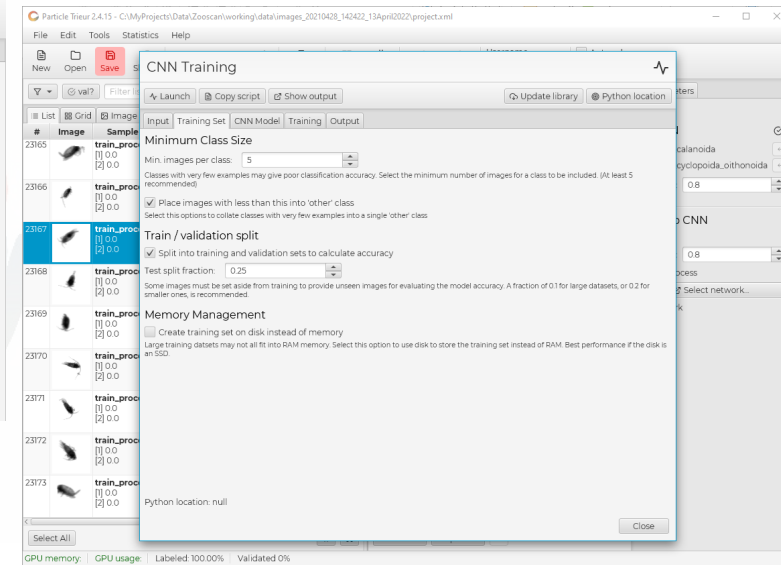 Particle Trieur 2.4.15 - C:\MyProjects\Data\Zooscan\working\data\images_20210428_142422_13April2022\project.xml
File Edit Tools Statistics Help
New Open Save
CNN Training
val? Filter
Launch Copy script Show output Update library Python location
List Grid Image
Input Training Set CNN Model Training Output
# Image Sample
Minimum Class Size
Min. images per class: 5
Classes with very few examples may give poor classification accuracy. Select the minimum number of images for a class to be included. (At least 5
recommended)
Place images with less than this into 'other' class
Select this options to collate classes with very few examples into a single 'other' class
Train / validation split
Split into training and validation sets to calculate accuracy
Test split fraction: 0.25
Some images must be set aside from training to provide unseen images for evaluating the model accuracy. A fraction of 0.1 for large datasets, or 0.2 for
smaller ones, is recommended.
Memory Management
Create training set on disk instead of memory
Large training datsets may not all fit into RAM memory. Select this option to use disk to store the training set instead of RAM. Best performance if the disk is
an SSD.
Python location: null
Close
23165 train_proc
[1] 0.0
[2] 0.0
23166 train_proc
[1] 0.0
[2] 0.0
23167 train_proc
[1] 0.0
[2] 0.0
23168 train_proc
[1] 0.0
[2] 0.0
23169 train_proc
[1] 0.0
[2] 0.0
23170 train_proc
[1] 0.0
[2] 0.0
23171 train_proc
[1] 0.0
[2] 0.0
23172 train_proc
[1] 0.0
[2] 0.0
23173 train_proc
[1] 0.0
[2] 0.0
calanoida
cyclopoida_oithonoida
0.8
CNN
0.8
Select network...
Select All
GPU memory: GPU usage: Labeled: 100.00% Validated 0%